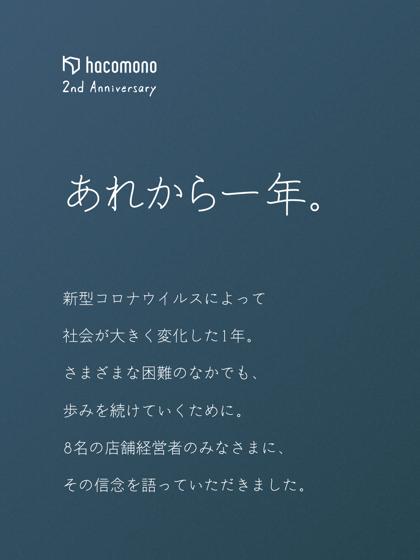 hacomono
2nd Anniversary
あれから一年。
新型コロナウイルスによって
社会が大きく変化した1年。
さまざまな困難のなかでも、
歩みを続けていくために。
8名の店舗経営者のみなさまに、
その信念を語っていただきました。